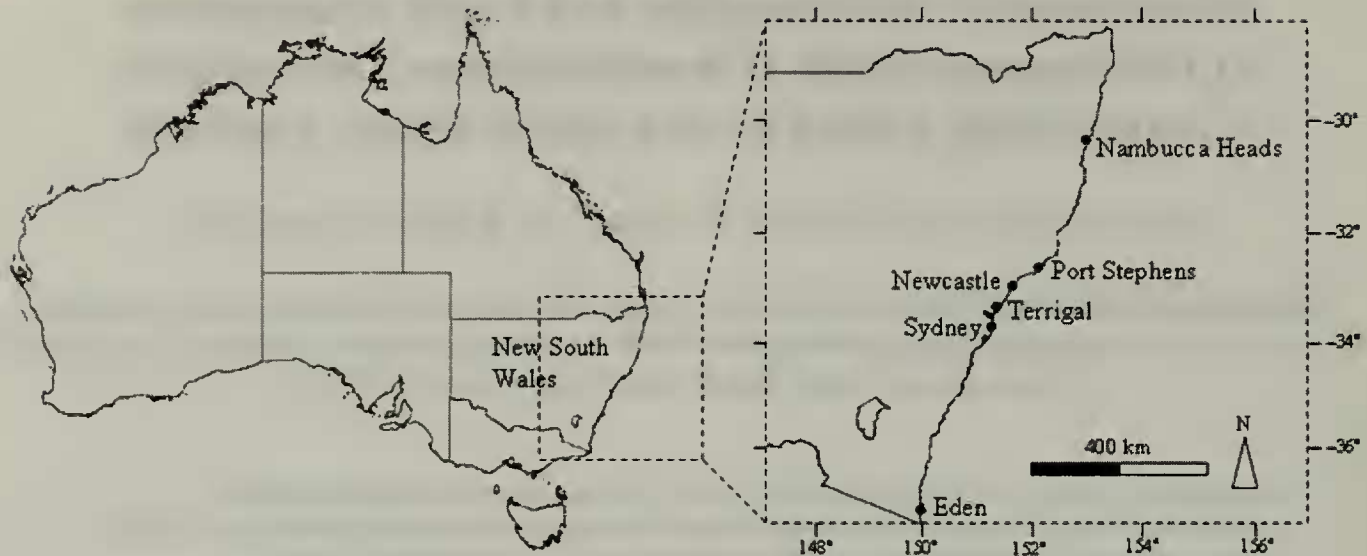 New South
Wales
-30°
Nambucca Heads
-32°
Port Stephens
Newcastle
Terrigal
Sydney
-34°
400 km
N
-36°
Eden
148°
150°
152°
154°
156°